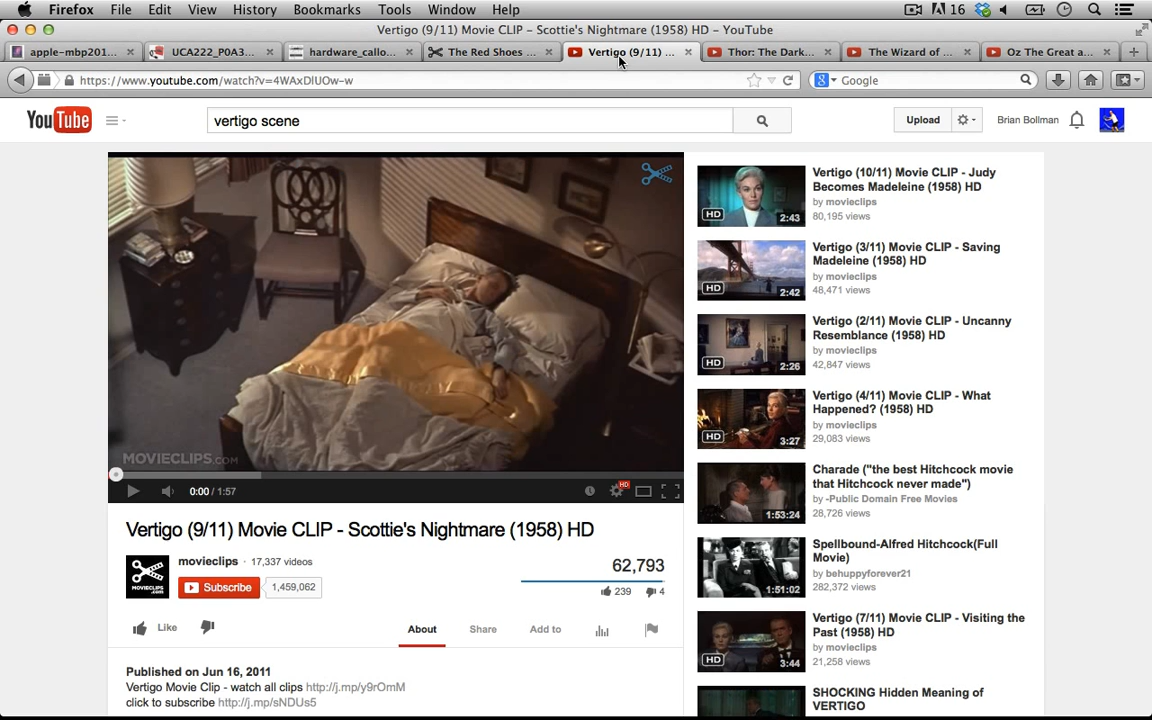 Firefox File Edit View History Bookmarks Tools Window Help 16
Vertigo (9/11) Movie CLIP – Scottie's Nightmare (1958) HD – YouTube
apple-mbp201... UCA222_P0A3... hardware_callo... The Red Shoes ... Vertigo (9/11) ... Thor: The Dark... The Wizard of ... Oz The Great a...
https://www.youtube.com/watch?v=4WAxDlUOw-w Google
YouTube vertigo scene Upload Brian Bollman
MOVIECLIPS.COM
0:00 / 1:57 HD
Vertigo (9/11) Movie CLIP - Scottie's Nightmare (1958) HD
MOVIECLIPS.com
movieclips · 17,337 videos
Subscribe 1,459,062
62,793
239 4
Like About Share Add to
Published on Jun 16, 2011
Vertigo Movie Clip - watch all clips http://j.mp/y9rOmM
click to subscribe http://j.mp/sNDUs5
HD 2:43
Vertigo (10/11) Movie CLIP - Judy
Becomes Madeleine (1958) HD
by movieclips
80,195 views
HD 2:42
Vertigo (3/11) Movie CLIP - Saving
Madeleine (1958) HD
by movieclips
48,471 views
HD 2:26
Vertigo (2/11) Movie CLIP - Uncanny
Resemblance (1958) HD
by movieclips
42,847 views
HD 3:27
Vertigo (4/11) Movie CLIP - What
Happened? (1958) HD
by movieclips
29,083 views
1:53:24
Charade ("the best Hitchcock movie
that Hitchcock never made")
by -Public Domain Free Movies
28,726 views
1:51:02
Spellbound-Alfred Hitchcock(Full
Movie)
by behuppyforever21
282,372 views
HD 3:44
Vertigo (7/11) Movie CLIP - Visiting the
Past (1958) HD
by movieclips
21,258 views
SHOCKING Hidden Meaning of
VERTIGO